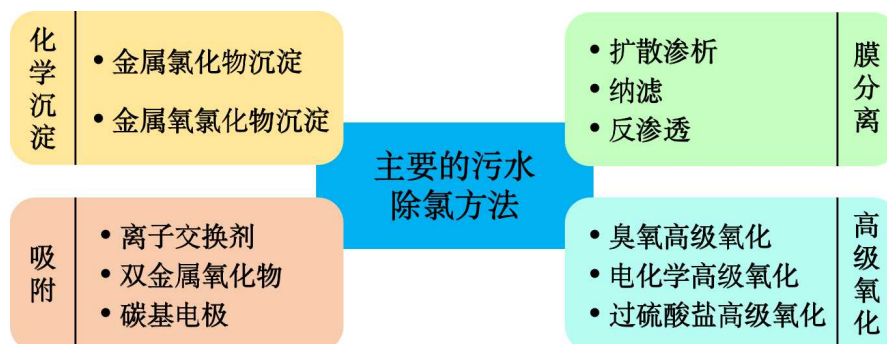 化学沉淀
• 金属氯化物沉淀
• 金属氧氯化物沉淀
• 扩散渗析
• 纳滤
• 反渗透
膜分离
主要的污水
除氯方法
吸附
• 离子交换剂
• 双金属氧化物
• 碳基电极
• 臭氧高级氧化
• 电化学高级氧化
• 过硫酸盐高级氧化
高级氧化